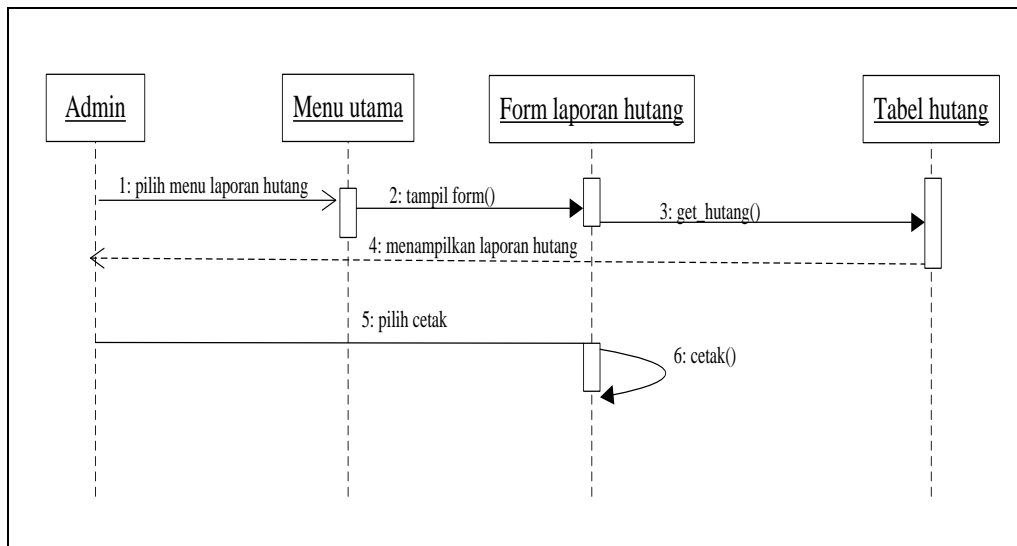 Admin
Menu utama
Form laporan hutang
Tabel hutang
1: pilih menu laporan hutang
2: tampil form()
3: get_hutang()
4: menampilkan laporan hutang
5: pilih cetak
6: cetak()